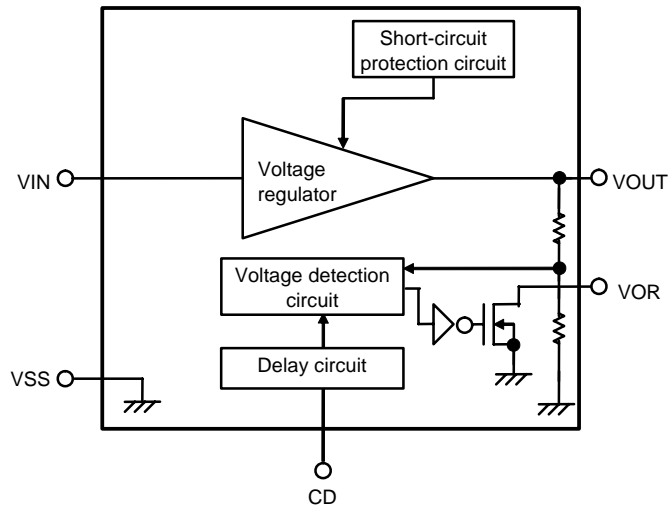 Short-circuit
protection circuit
VIN
Voltage
regulator
VOUT
Voltage detection
circuit
VOR
VSS
Delay circuit
CD